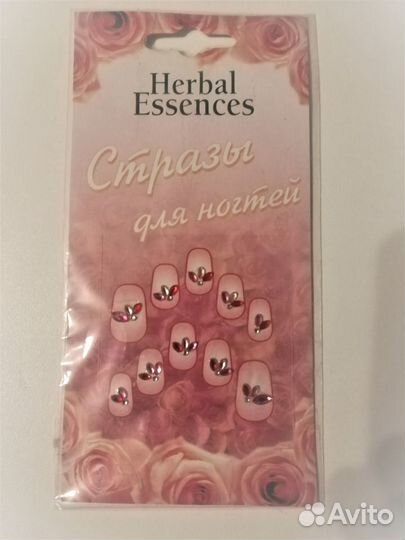 Herbal
Essences
Стразы
для ногтей
Avito